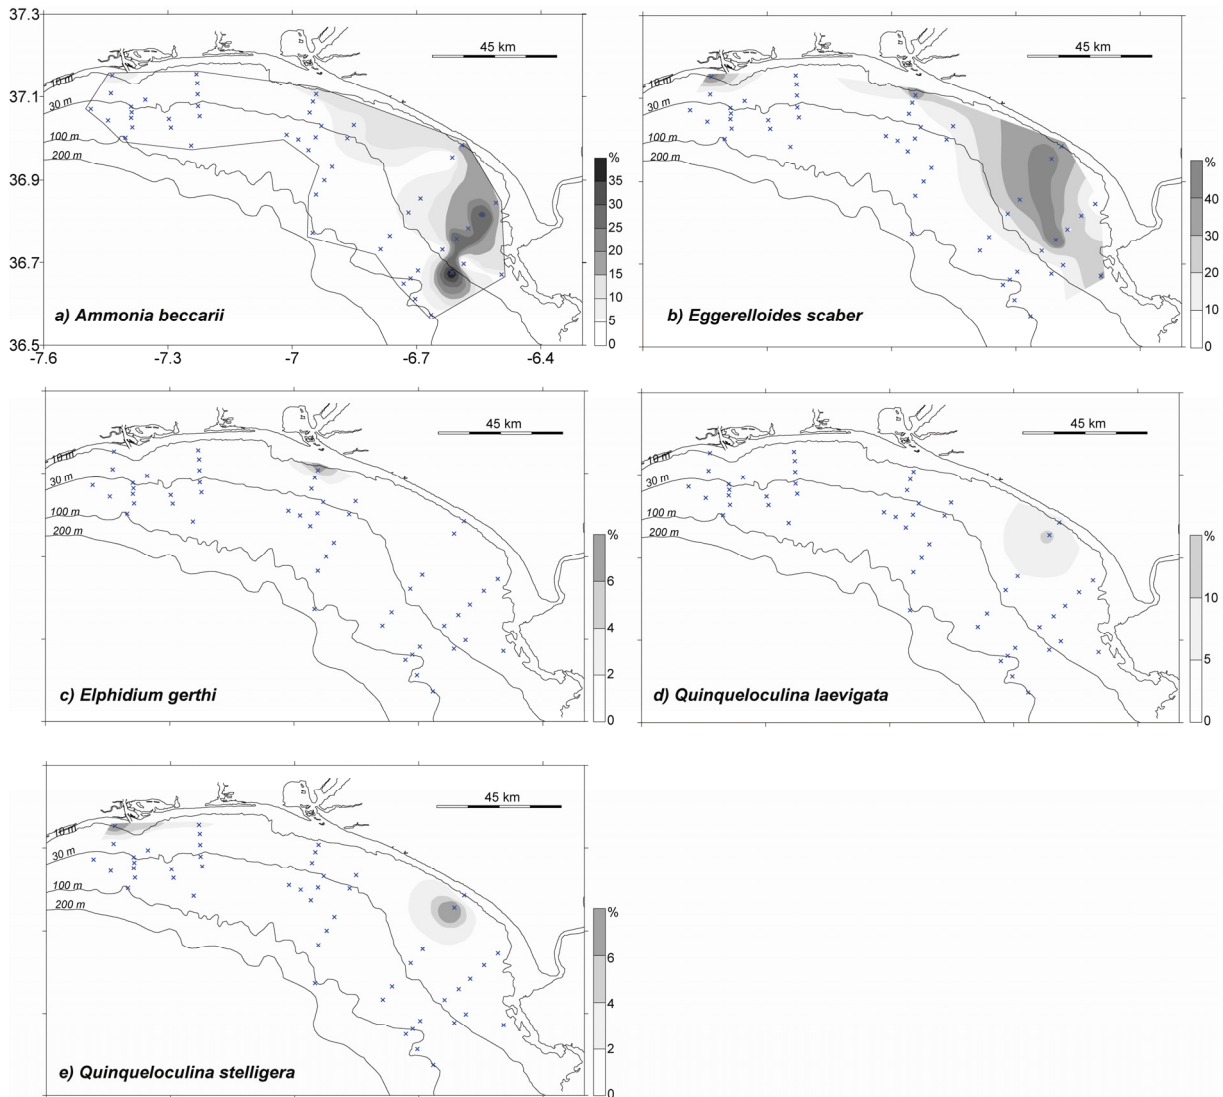 37.3
37.1
36.9
36.7
36.5
-7.6
-7.3
-7
-6.7
-6.4
45 km
10 m
30 m
100 m
200 m
%
35
30
25
20
15
10
5
0
a) Ammonia beccarii
45 km
10 m
30 m
100 m
200 m
%
40
30
20
10
0
b) Eggerelloides scaber
45 km
10 m
30 m
100 m
200 m
%
6
4
2
0
c) Elphidium gerthi
45 km
10 m
30 m
100 m
200 m
%
10
5
0
d) Quinqueloculina laevigata
45 km
10 m
30 m
100 m
200 m
%
6
4
2
0
e) Quinqueloculina stelligera